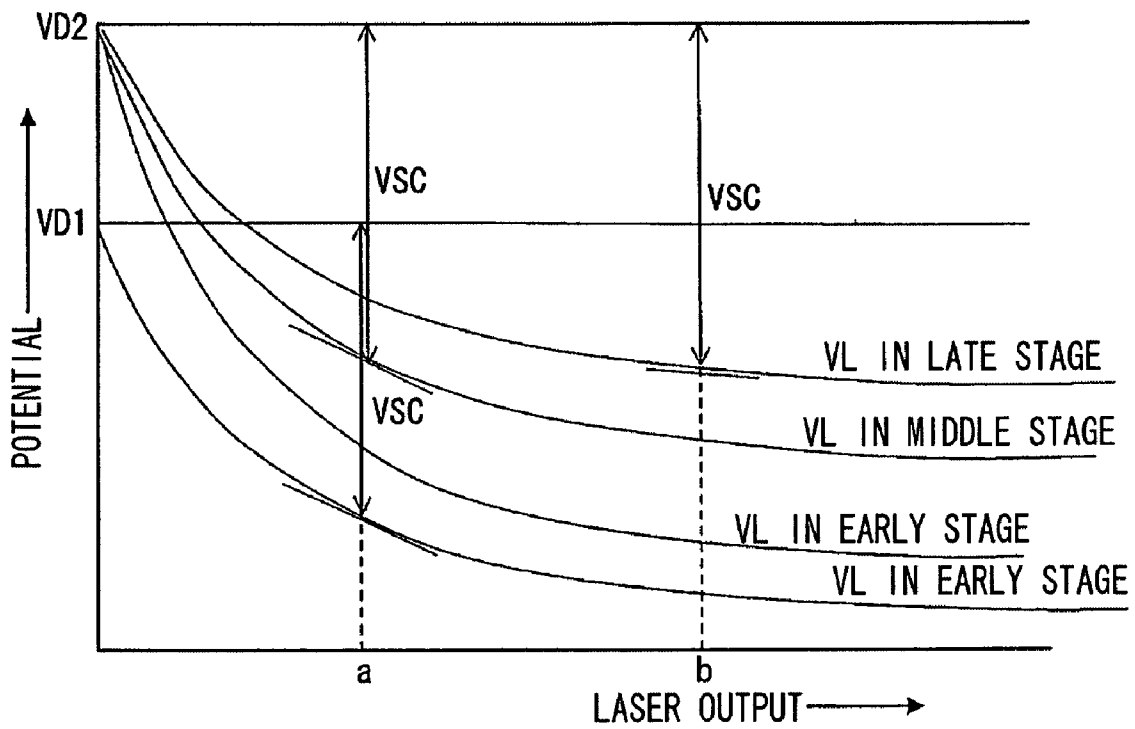 VD2
VSC
VSC
VD1
POTENTIAL
VL IN LATE STAGE
VSC
VL IN MIDDLE STAGE
VL IN EARLY STAGE
VL IN EARLY STAGE
a
b
LASER OUTPUT